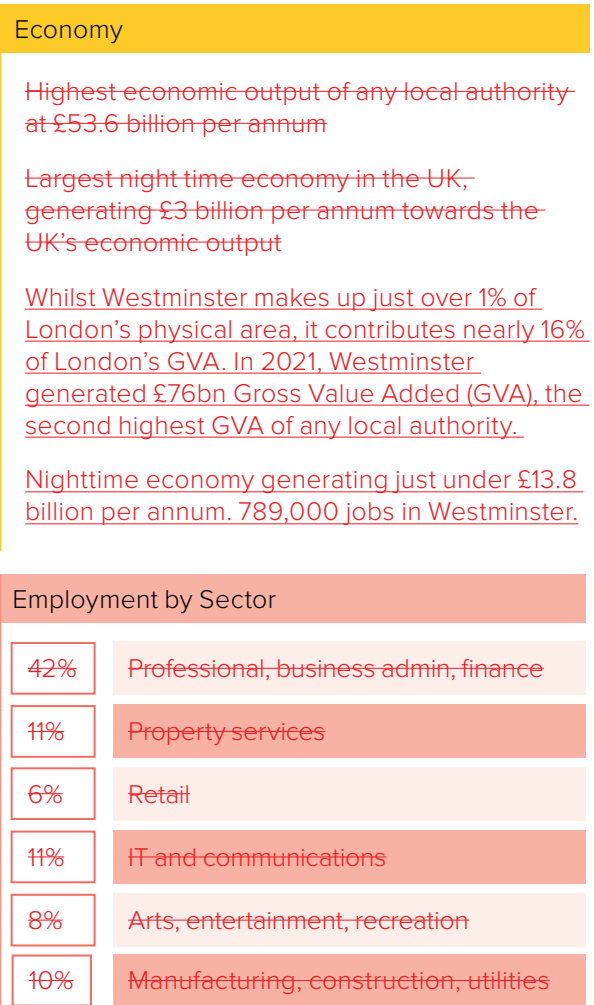 Economy
Highest economic output of any local authority
at £53.6 billion per annum
Largest night time economy in the UK,
generating £3 billion per annum towards the
UK's economic output
Whilst Westminster makes up just over 1% of
London's physical area, it contributes nearly 16%
of London's GVA. In 2021, Westminster
generated £76bn Gross Value Added (GVA), the
second highest GVA of any local authority.
Nighttime economy generating just under £13.8
billion per annum. 789,000 jobs in Westminster.
Employment by Sector
42% Professional, business admin, finance
11% Property services
6% Retail
11% IT and communications
8% Arts, entertainment, recreation
10% Manufacturing, construction, utilities